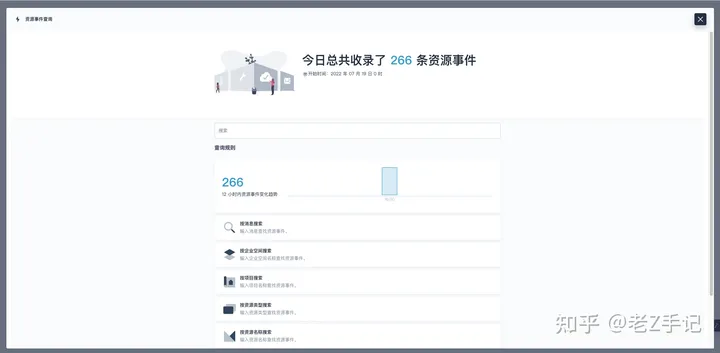 资源事件查询
今日总共收录了 266 条资源事件
开始时间：2022 年 07 月 18 日 0 时
搜索
查询规则
266
12 小时内资源事件变化趋势
按消息搜索
输入消息查找资源事件。
按企业空间搜索
输入企业空间名称查找资源事件。
按项目搜索
输入项目名称查找资源事件。
按资源类型搜索
输入资源类型查找资源事件。
按资源名称搜索
输入资源名称查找资源事件。
知乎 @老Z手记